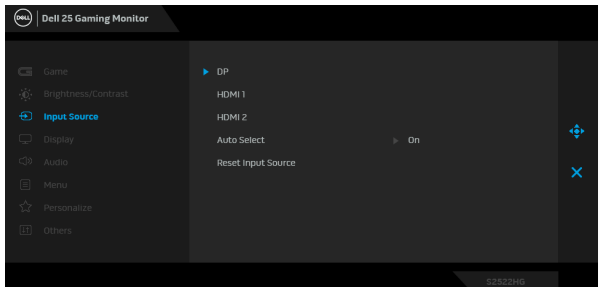 DELL Dell 25 Gaming Monitor
Game
Brightness/Contrast
Input Source
Display
Audio
Menu
Personalize
Others
DP
HDMI 1
HDMI 2
Auto Select On
Reset Input Source
S2522HG